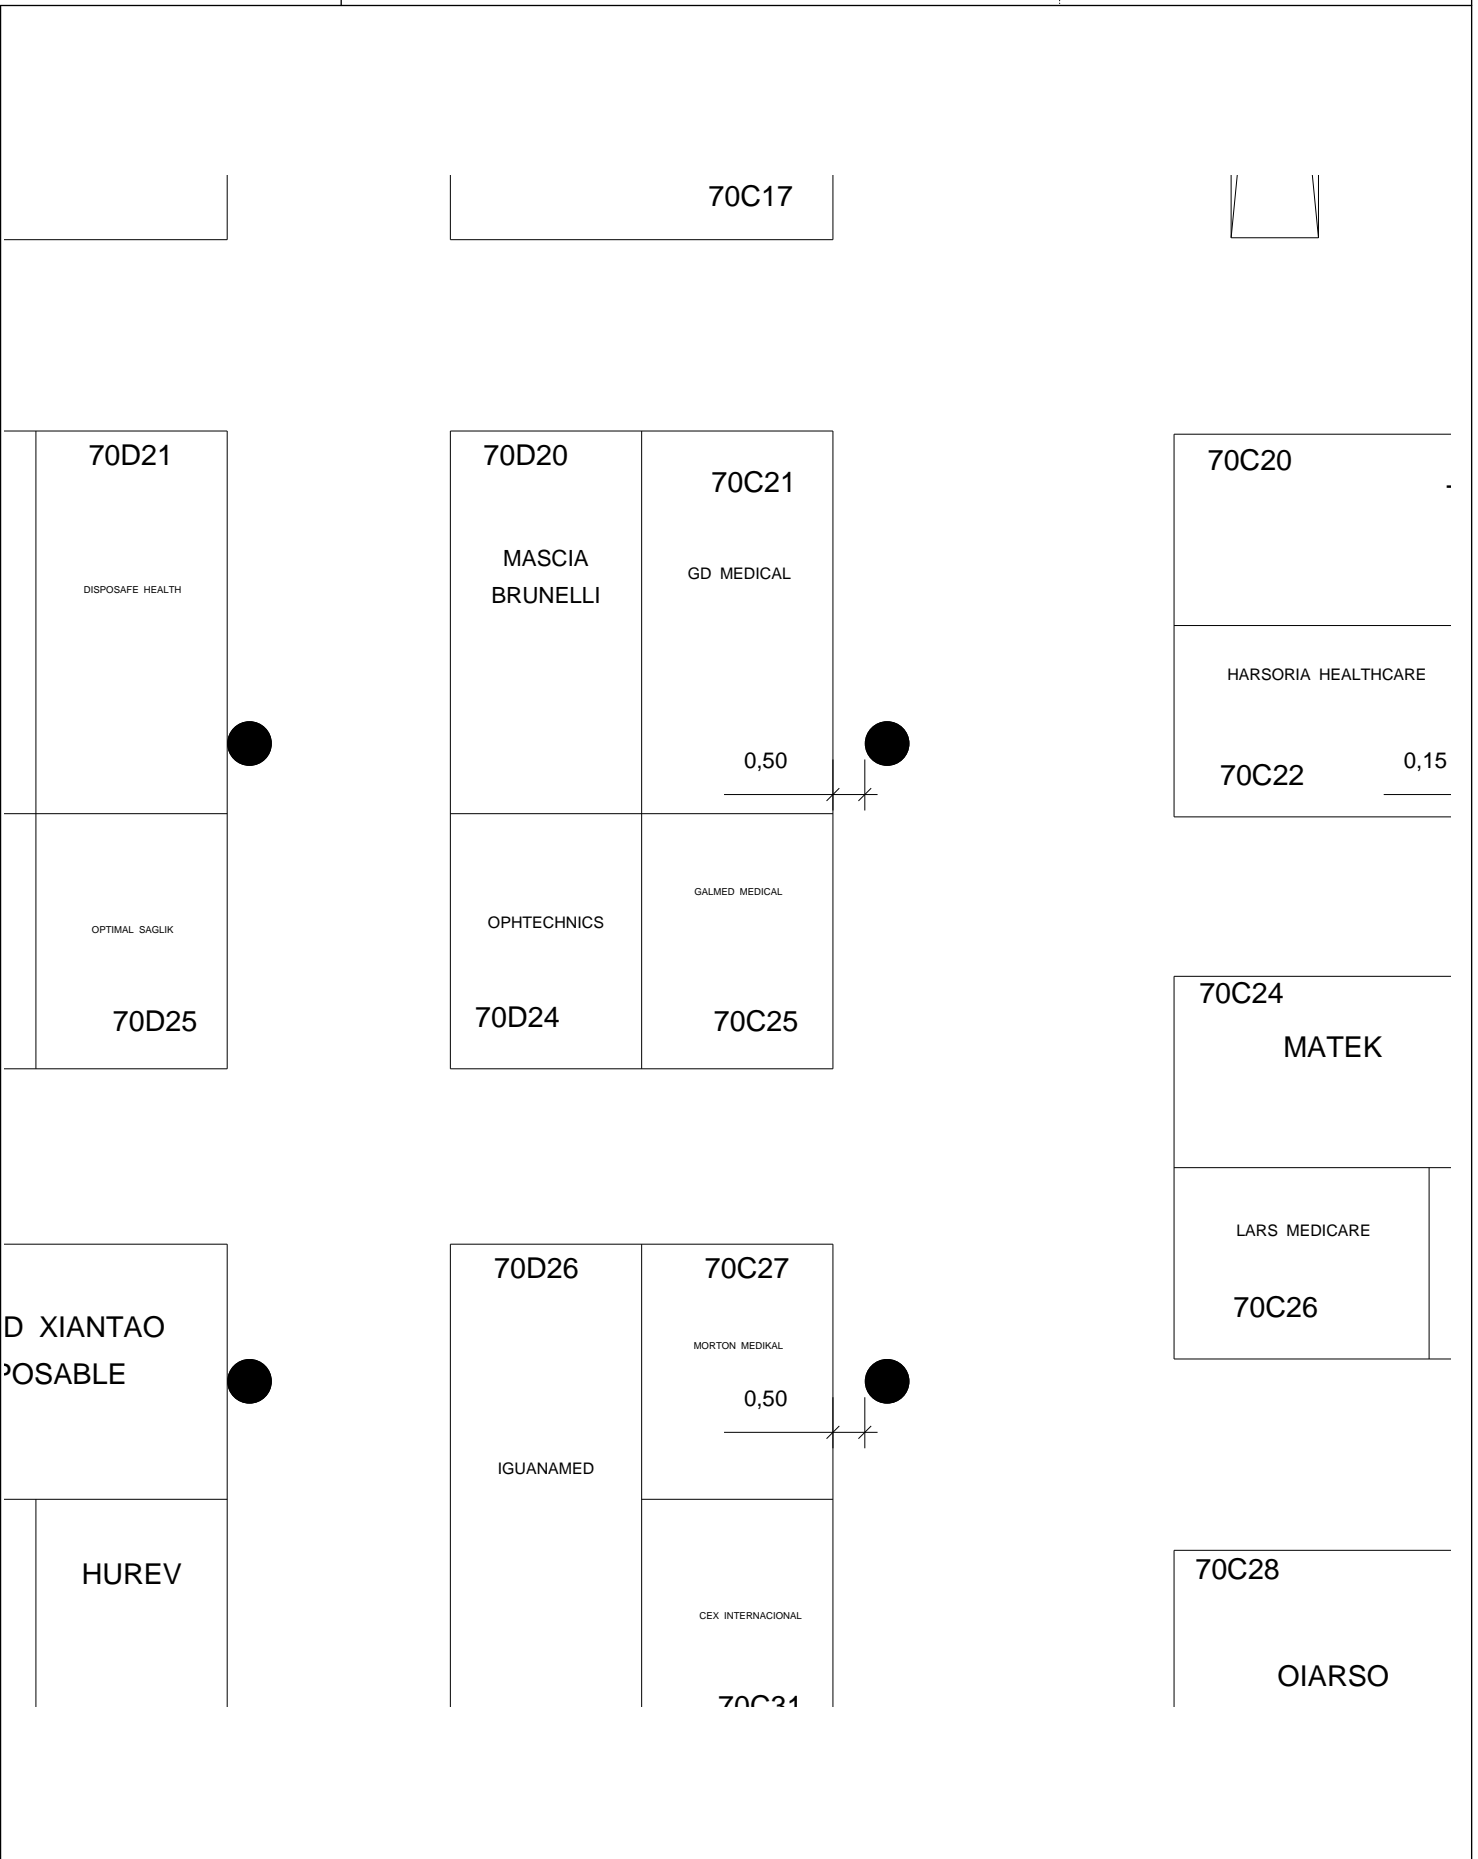 70C17
70D21
DISPOSAFE HEALTH
70D20
MASCIA
BRUNELLI
70C21
GD MEDICAL
0,50
70C20
HARSORIA HEALTHCARE
70C22
0,15
OPTIMAL SAGLIK
70D25
OPHTECHNICS
70D24
GALMED MEDICAL
70C25
70C24
MATEK
LARS MEDICARE
70C26
D XIANTAO
POSABLE
HUREV
70D26
IGUANAMED
70C27
MORTON MEDIKAL
0,50
CEX INTERNACIONAL
70C31
70C28
OIARSO